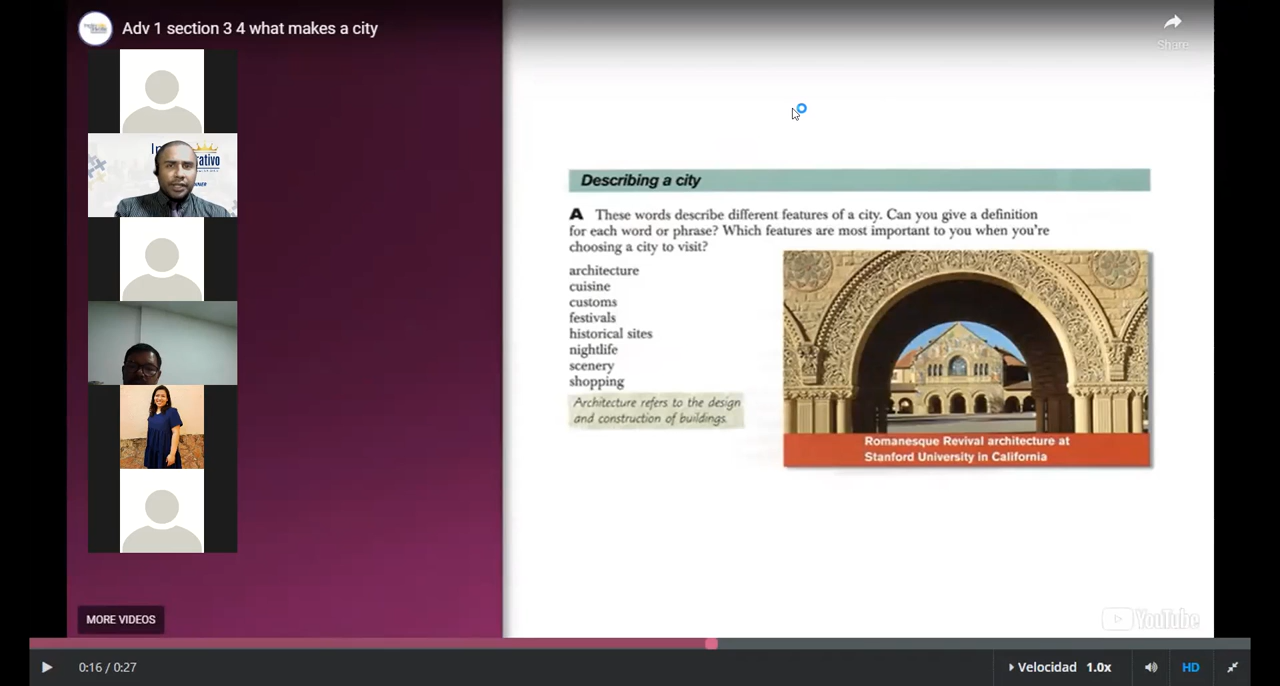 Adv 1 section 3 4 what makes a city
Share
Describing a city
A These words describe different features of a city. Can you give a definition
for each word or phrase? Which features are most important to you when you're
choosing a city to visit?
architecture
cuisine
customs
festivals
historical sites
nightlife
scenery
shopping
Architecture refers to the design
and construction of buildings.
Romanesque Revival architecture at
Stanford University in California
MORE VIDEOS
YouTube
0:16 / 0:27
Velocidad 1.0x
HD